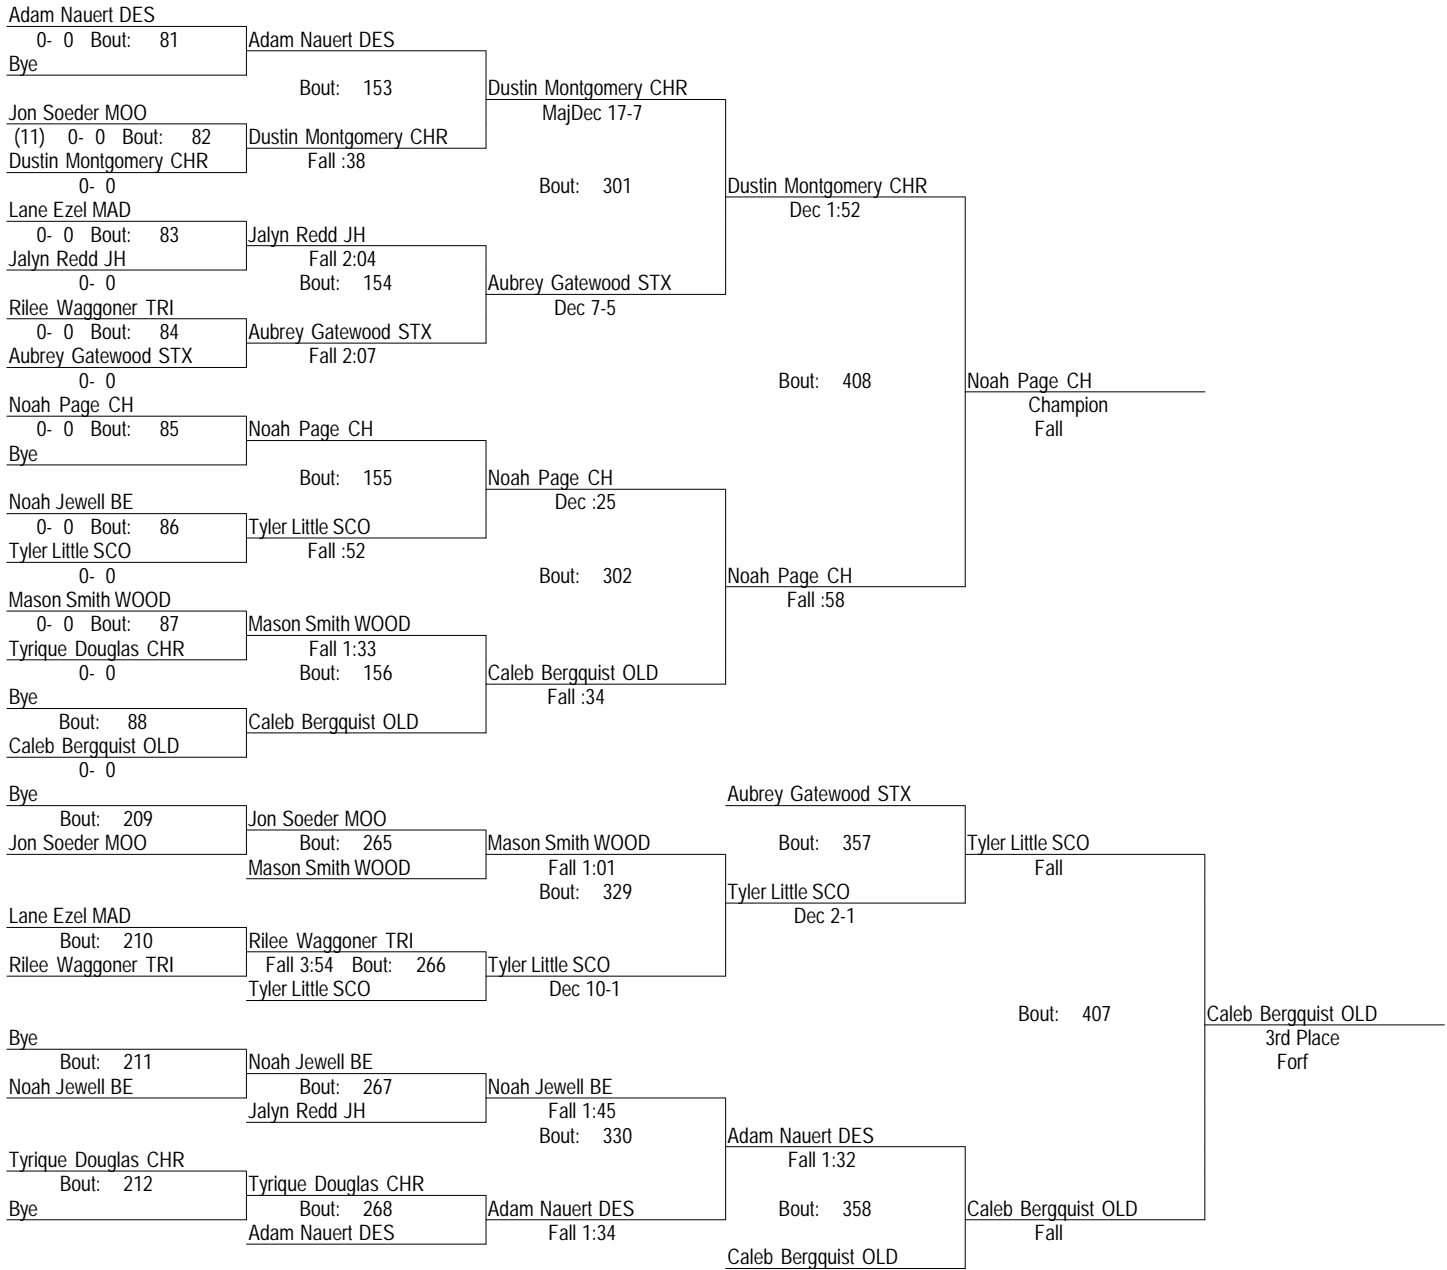 Adam Nauert DES
0- 0 Bout: 81 Adam Nauert DES
Bye
Bout: 153 Dustin Montgomery CHR
Jon Soeder MOO MajDec 17-7
(11) 0- 0 Bout: 82 Dustin Montgomery CHR
Dustin Montgomery CHR Fall :38
0- 0 Bout: 301 Dustin Montgomery CHR
Lane Ezel MAD Dec 1:52
0- 0 Bout: 83 Jalyn Redd JH
Jalyn Redd JH Fall 2:04
0- 0 Bout: 154 Aubrey Gatewood STX
Rilee Waggoner TRI Dec 7-5
0- 0 Bout: 84 Aubrey Gatewood STX
Aubrey Gatewood STX Fall 2:07
0- 0 Bout: 408 Noah Page CH
Noah Page CH Champion
0- 0 Bout: 85 Noah Page CH Fall
Bye
Bout: 155 Noah Page CH
Noah Jewell BE Dec :25
0- 0 Bout: 86 Tyler Little SCO
Tyler Little SCO Fall :52
0- 0 Bout: 302 Noah Page CH
Mason Smith WOOD Fall :58
0- 0 Bout: 87 Mason Smith WOOD
Tyrique Douglas CHR Fall 1:33
0- 0 Bout: 156 Caleb Bergquist OLD
Bye Fall :34
Bout: 88 Caleb Bergquist OLD
Caleb Bergquist OLD
0- 0
Bye Aubrey Gatewood STX
Bout: 209 Jon Soeder MOO
Jon Soeder MOO Bout: 265 Mason Smith WOOD Bout: 357 Tyler Little SCO
Mason Smith WOOD Fall 1:01 Fall
Bout: 329 Tyler Little SCO
Lane Ezel MAD Dec 2-1
Bout: 210 Rilee Waggoner TRI
Rilee Waggoner TRI Fall 3:54 Bout: 266 Tyler Little SCO
Tyler Little SCO Dec 10-1
Bout: 407 Caleb Bergquist OLD
Bye 3rd Place
Bout: 211 Noah Jewell BE Forf
Noah Jewell BE Bout: 267 Noah Jewell BE
Jalyn Redd JH Fall 1:45
Bout: 330 Adam Nauert DES
Tyrique Douglas CHR Fall 1:32
Bout: 212 Tyrique Douglas CHR
Bye Bout: 268 Adam Nauert DES Bout: 358 Caleb Bergquist OLD
Adam Nauert DES Fall 1:34 Fall
Caleb Bergquist OLD